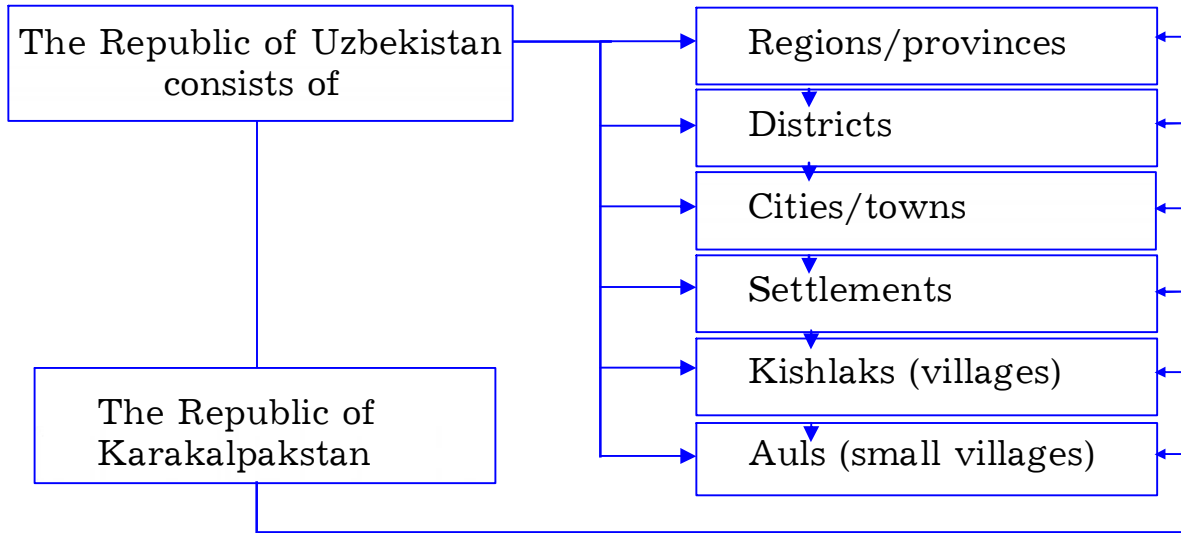 The Republic of Uzbekistan
consists of
Regions/provinces
Districts
Cities/towns
Settlements
Kishlaks (villages)
Auls (small villages)
The Republic of
Karakalpakstan